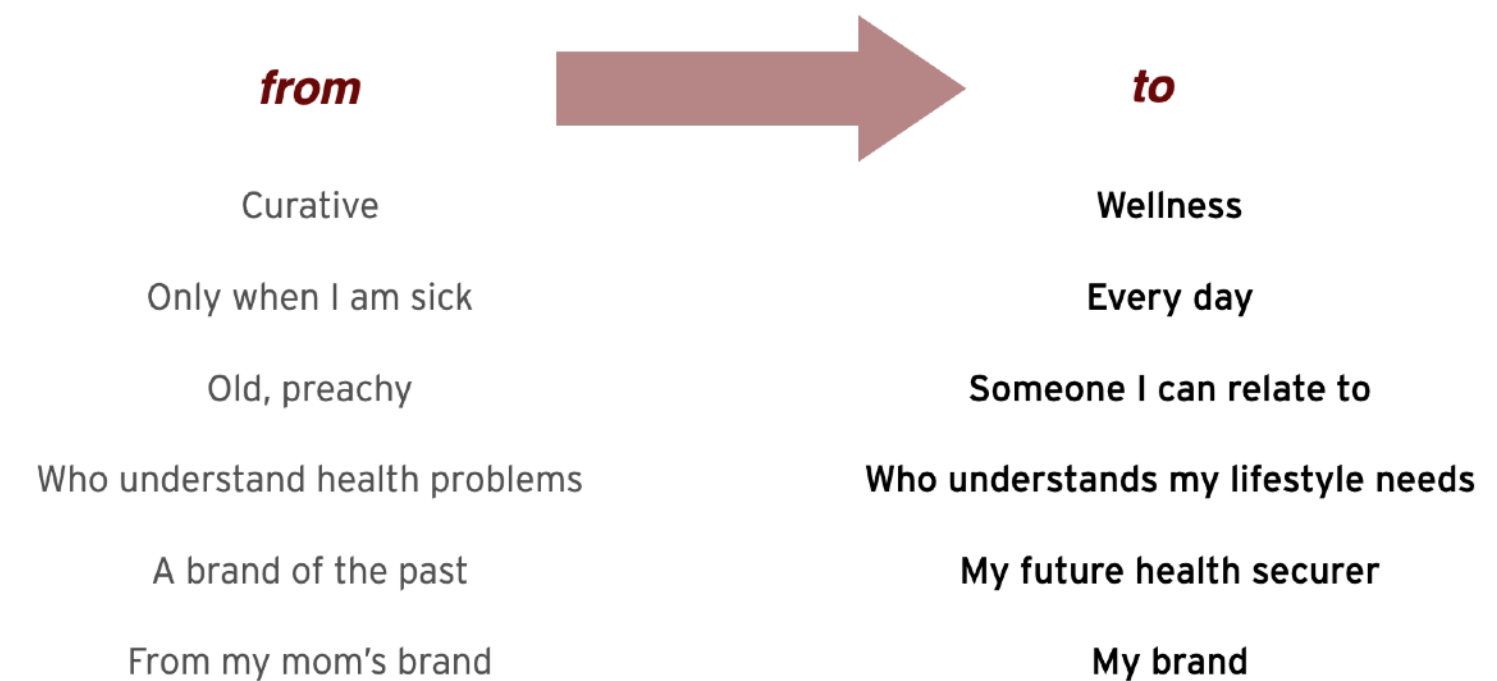 from to
Curative Wellness
Only when I am sick Every day
Old, preachy Someone I can relate to
Who understand health problems Who understands my lifestyle needs
A brand of the past My future health securer
From my mom's brand My brand